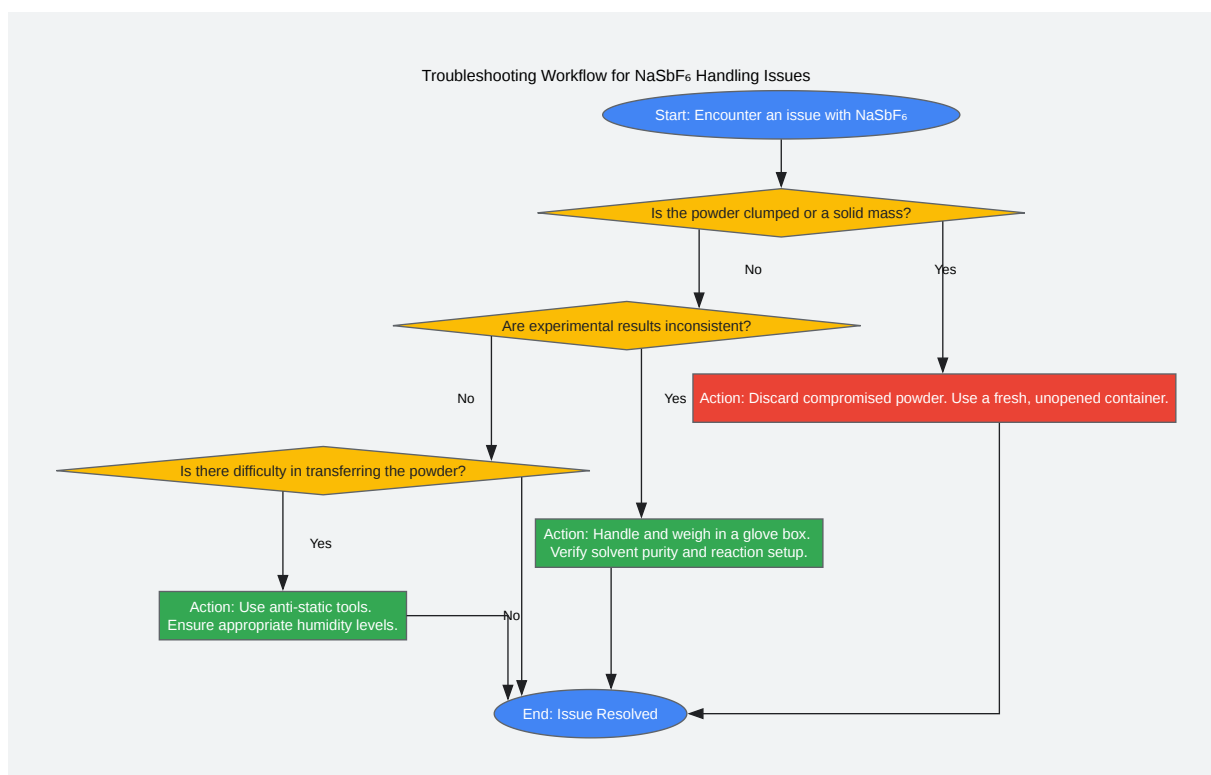 Troubleshooting Workflow for NaSbF₆ Handling Issues
Start: Encounter an issue with NaSbF₆
Is the powder clumped or a solid mass?
No
Yes
Are experimental results inconsistent?
No
Yes
Action: Discard compromised powder. Use a fresh, unopened container.
Is there difficulty in transferring the powder?
Action: Handle and weigh in a glove box.
Verify solvent purity and reaction setup.
Yes
Action: Use anti-static tools.
Ensure appropriate humidity levels.
No
End: Issue Resolved